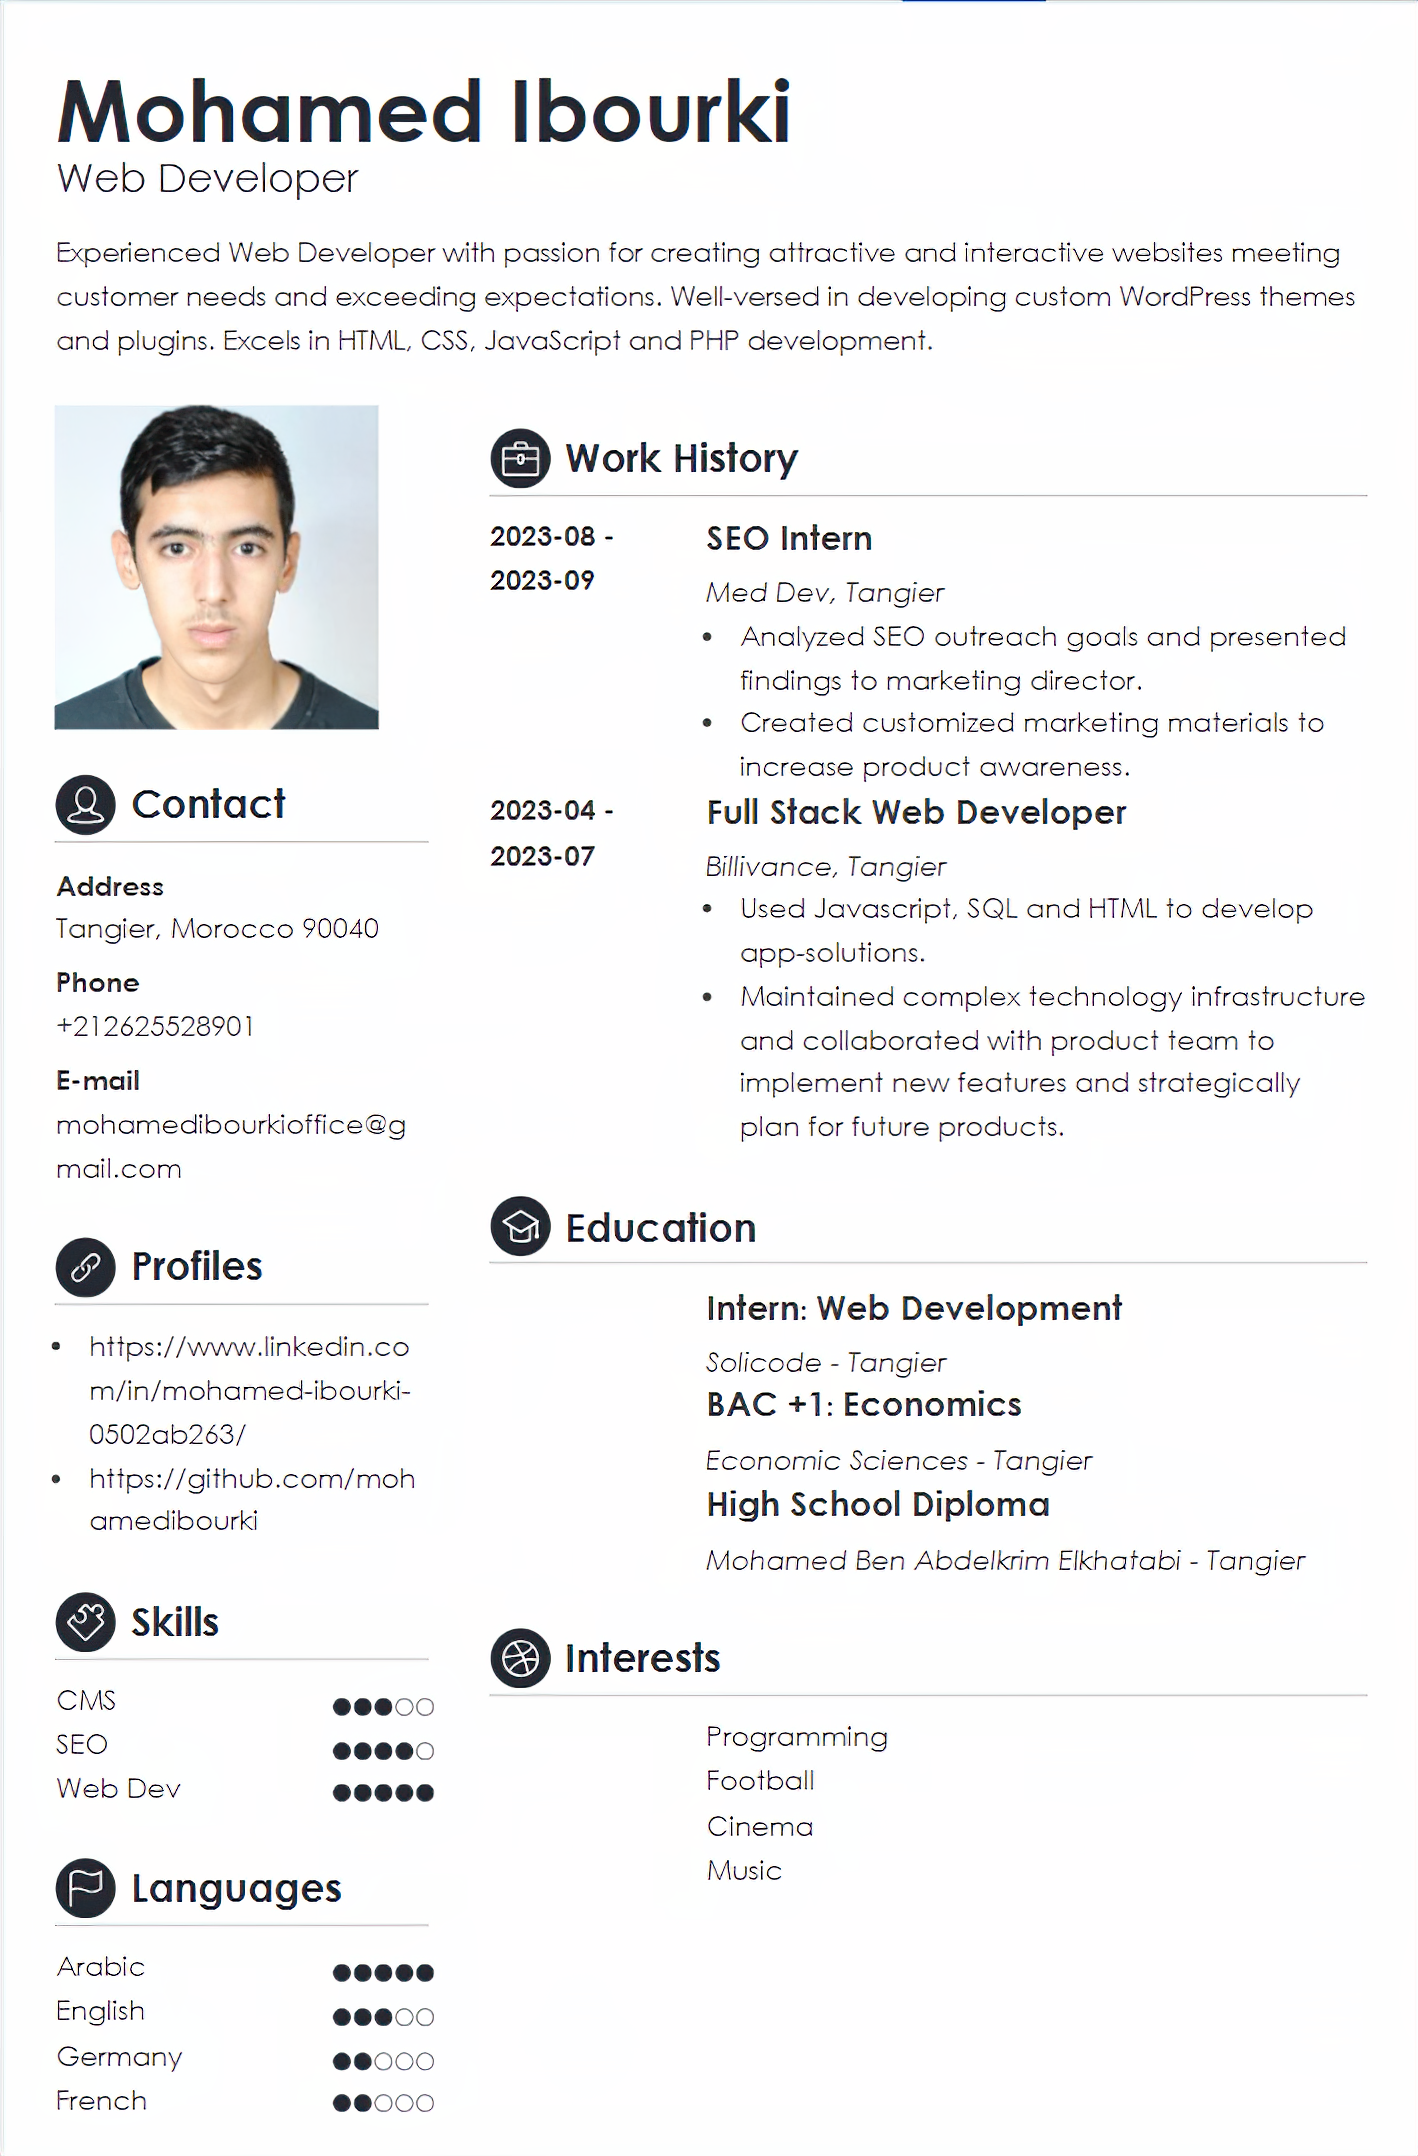 Mohamed Ibourki
Web Developer
Experienced Web Developer with passion for creating attractive and interactive websites meeting
customer needs and exceeding expectations. Well-versed in developing custom WordPress themes
and plugins. Excels in HTML, CSS, JavaScript and PHP development.
Contact
Address
Tangier, Morocco 90040
Phone
+212625528901
E-mail
mohamedibourkioffice@g
mail.com
Profiles
• https://www.linkedin.co
m/in/mohamed-ibourki-
0502ab263/
• https://github.com/moh
amedibourki
Skills
CMS
SEO
Web Dev
Languages
Arabic
English
Germany
French
Work History
2023-08 -
2023-09
SEO Intern
Med Dev, Tangier
• Analyzed SEO outreach goals and presented
findings to marketing director.
• Created customized marketing materials to
increase product awareness.
2023-04 -
2023-07
Full Stack Web Developer
Billivance, Tangier
• Used Javascript, SQL and HTML to develop
app-solutions.
• Maintained complex technology infrastructure
and collaborated with product team to
implement new features and strategically
plan for future products.
Education
Intern: Web Development
Solicode - Tangier
BAC +1: Economics
Economic Sciences - Tangier
High School Diploma
Mohamed Ben Abdelkrim Elkhatabi - Tangier
Interests
Programming
Football
Cinema
Music